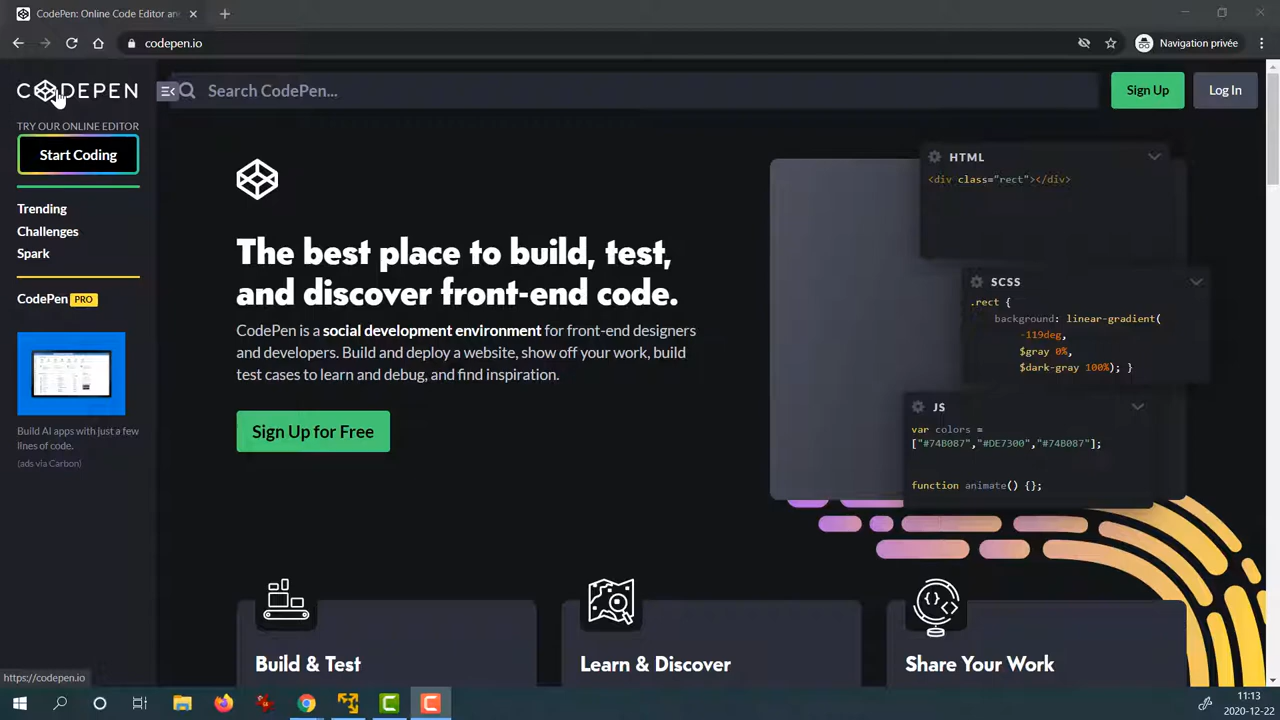 CodePen: Online Code Editor an
codepen.io
Navigation privée
CODEPEN
Search CodePen...
Sign Up
Log In
TRY OUR ONLINE EDITOR
Start Coding
Trending
Challenges
Spark
CodePen PRO
Build AI apps with just a few
lines of code.
(ads via Carbon)
The best place to build, test,
and discover front-end code.
CodePen is a social development environment for front-end designers
and developers. Build and deploy a website, show off your work, build
test cases to learn and debug, and find inspiration.
Sign Up for Free
HTML
<div class="rect"></div>
SCSS
.rect {
background: linear-gradient(
-119deg,
$gray 0%,
$dark-gray 100%); }
JS
var colors =
["#74B087","#DE7300","#74B087"];
function animate() {};
Build & Test
Learn & Discover
Share Your Work
https://codepen.io
11:13
2020-12-22